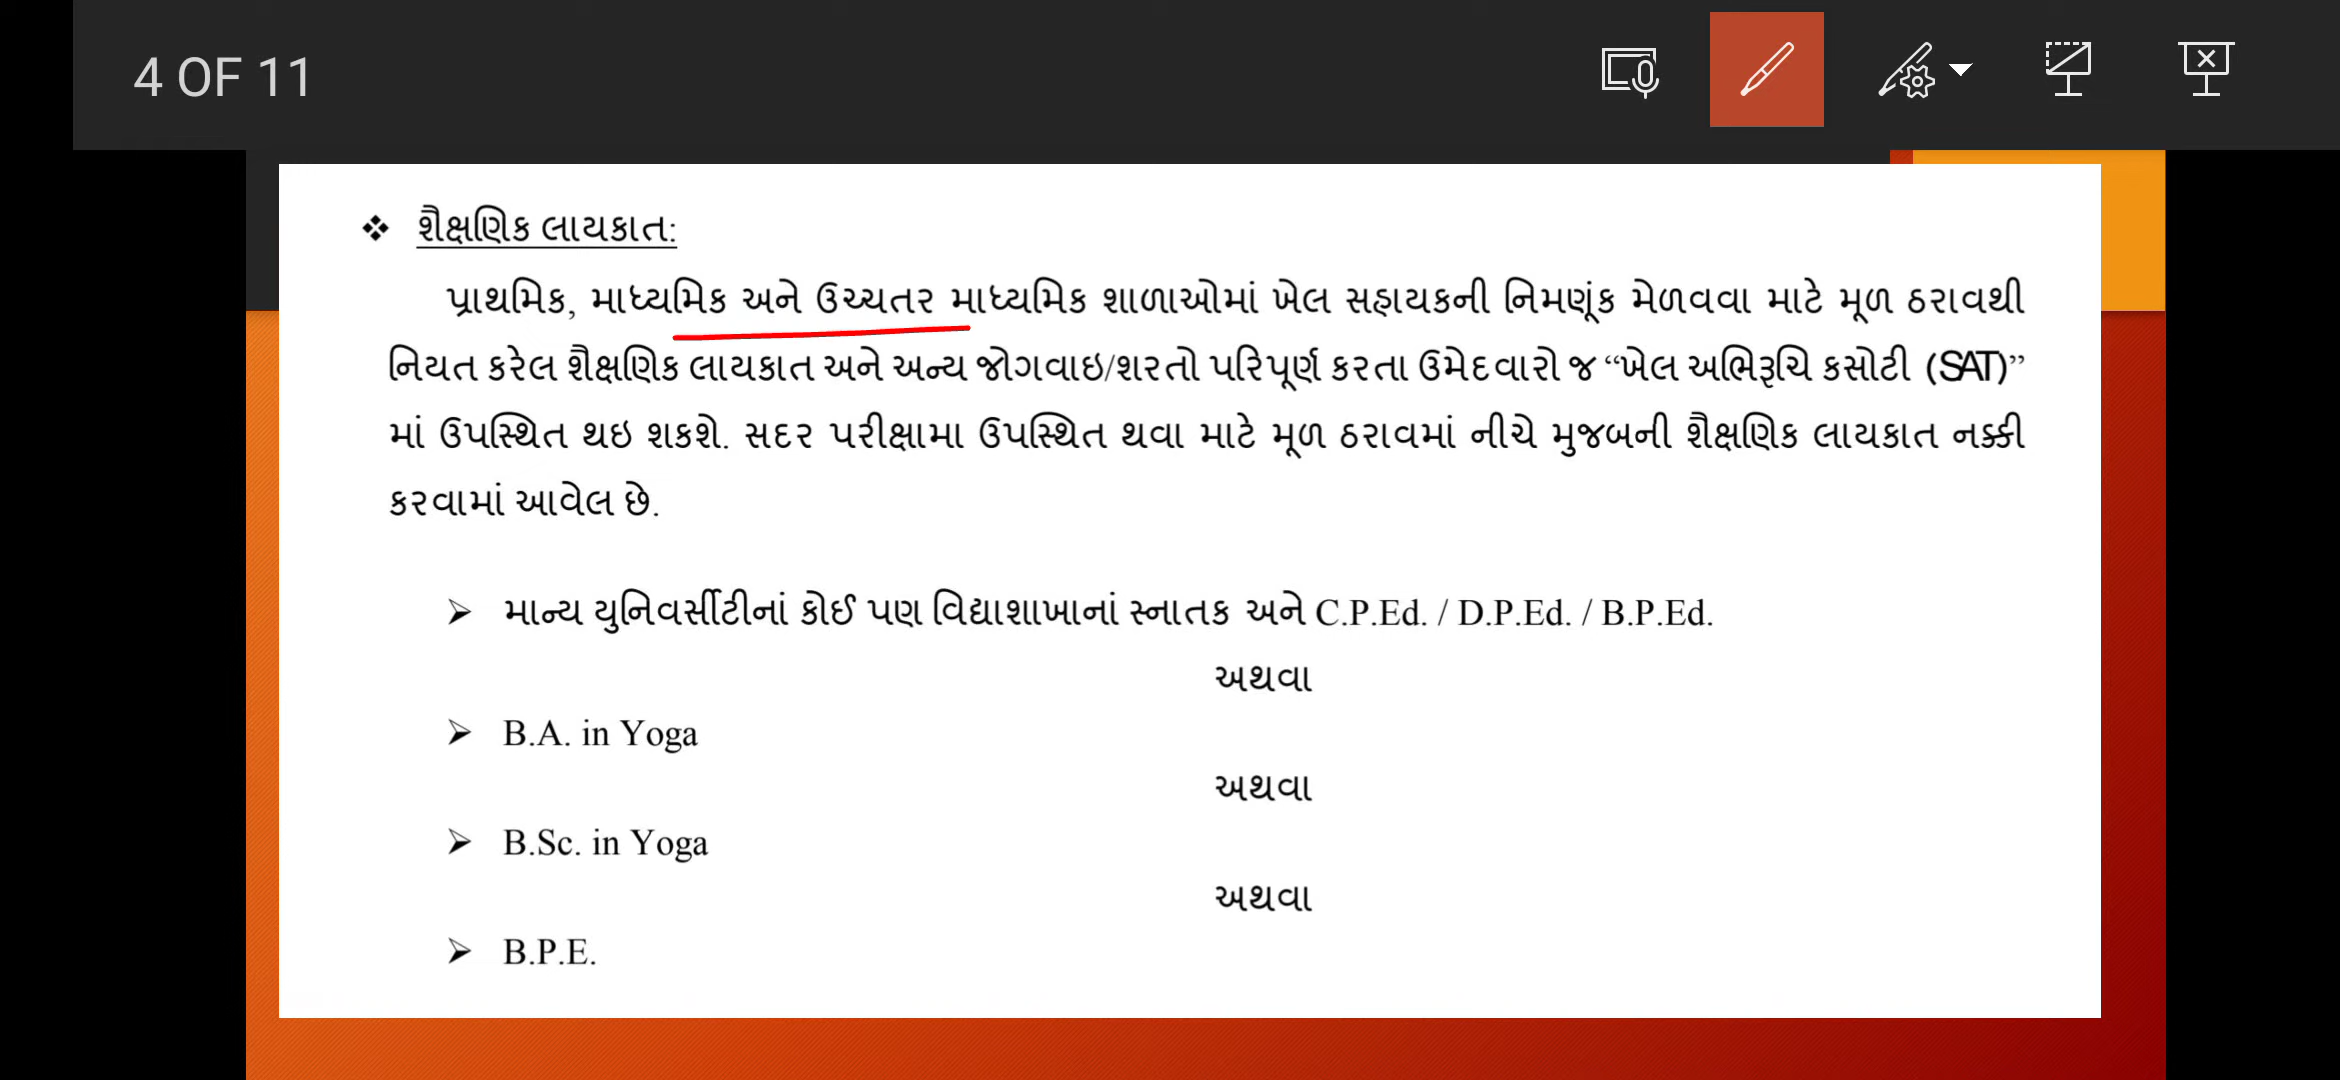 4 OF 11
❖ શૈક્ષણિક લાયકાત:
પ્રાથમિક, માધ્યમિક અને ઉચ્ચતર માધ્યમિક શાળાઓમાં ખેલ સહાયકની નિમણૂંક મેળવવા માટે મૂળ ઠરાવથી
નિયત કરેલ શૈક્ષણિક લાયકાત અને અન્ય જોગવાઇ/શરતો પરિપૂર્ણ કરતા ઉમેદવારો જ “ખેલ અભિરૂચિ કસોટી (SAT)”
માં ઉપસ્થિત થઇ શકશે. સદર પરીક્ષામા ઉપસ્થિત થવા માટે મૂળ ઠરાવમાં નીચે મુજબની શૈક્ષણિક લાયકાત નક્કી
કરવામાં આવેલ છે.
➢ માન્ય યુનિવર્સીટીનાં કોઈ પણ વિદ્યાશાખાનાં સ્નાતક અને C.P.Ed. / D.P.Ed. / B.P.Ed.
અથવા
➢ B.A. in Yoga
અથવા
➢ B.Sc. in Yoga
અથવા
➢ B.P.E.